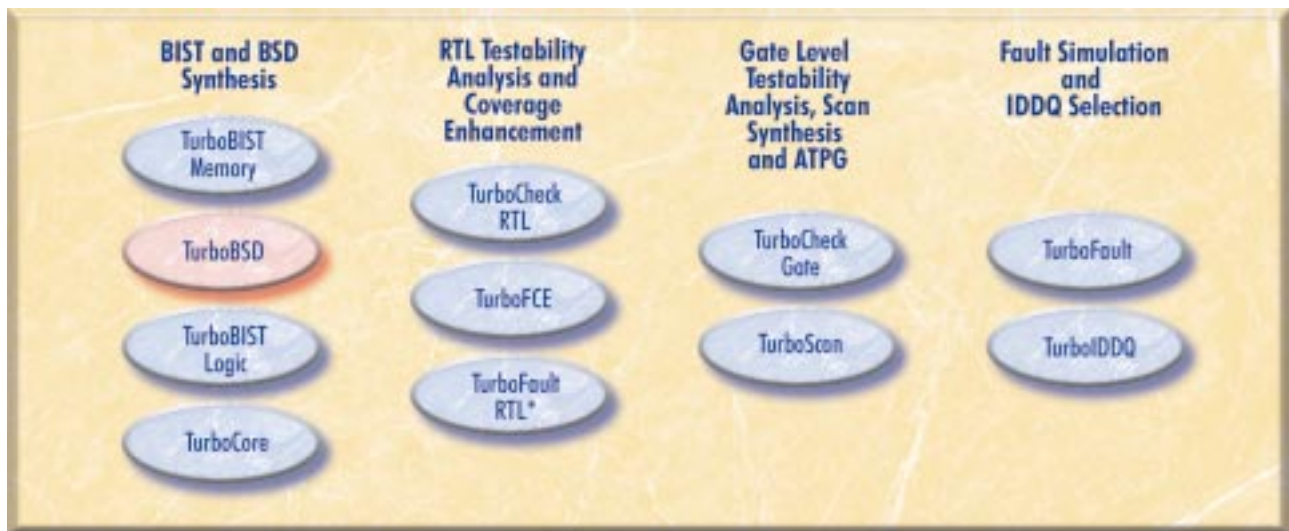 BIST and BSD
Synthesis
TurboBIST
Memory
TurboBSD
TurboBIST
Logic
TurboCore
RTL Testability
Analysis and
Coverage
Enhancement
TurboCheck
RTL
TurboFCE
TurboFault
RTL*
Gate Level
Testability
Analysis, Scan
Synthesis
and ATPG
TurboCheck
Gate
TurboScan
Fault Simulation
and
IDDQ Selection
TurboFault
TurboIDDQ